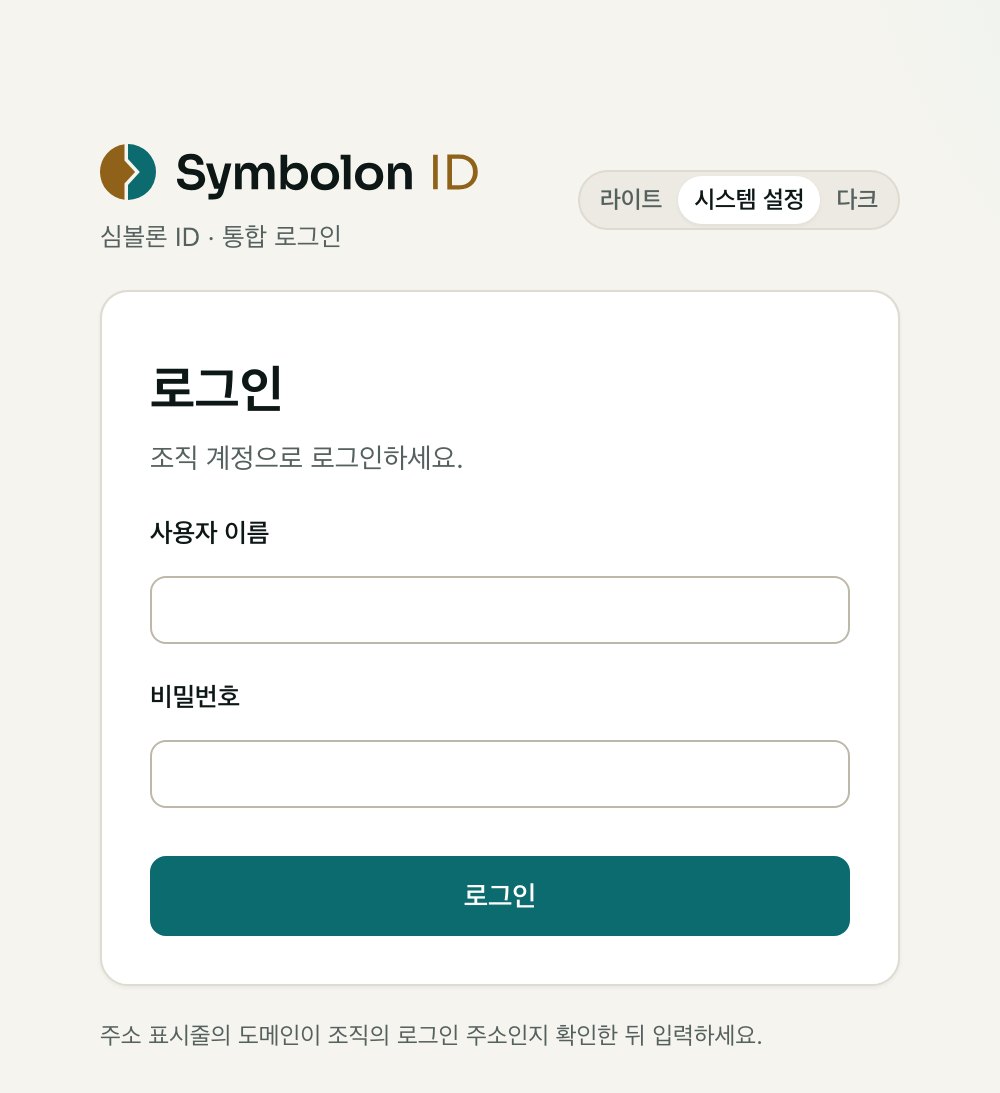 Symbolon ID
심볼론 ID · 통합 로그인
라이트 시스템 설정 다크
로그인
조직 계정으로 로그인하세요.
사용자 이름
비밀번호
로그인
주소 표시줄의 도메인이 조직의 로그인 주소인지 확인한 뒤 입력하세요.